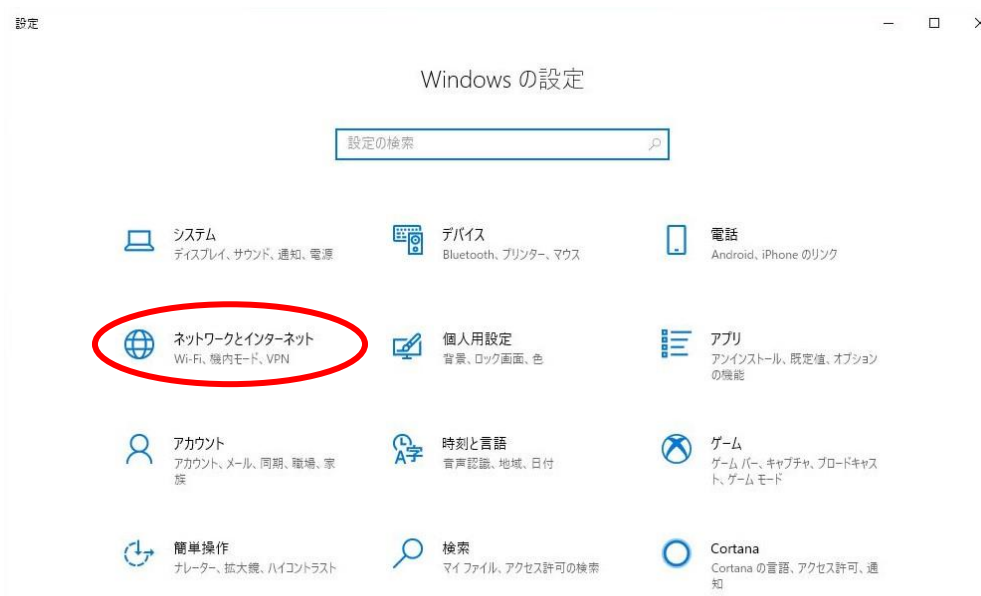 設定
Windows の設定
設定の検索
システム
ディスプレイ、サウンド、通知、電源
デバイス
Bluetooth、プリンター、マウス
電話
Android、iPhone のリンク
ネットワークとインターネット
Wi-Fi、機内モード、VPN
個人用設定
背景、ロック画面、色
アプリ
アンインストール、既定値、オプション
の機能
アカウント
アカウント、メール、同期、職場、家
族
時刻と言語
音声認識、地域、日付
ゲーム
ゲーム バー、キャプチャ、ブロードキャス
ト、ゲーム モード
簡単操作
ナレーター、拡大鏡、ハイコントラスト
検索
マイ ファイル、アクセス許可の検索
Cortana
Cortana の言語、アクセス許可、通
知